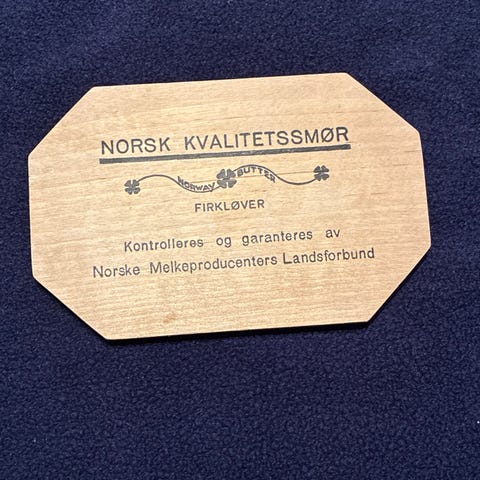 NORSK KVALITETSSMØR
NORWAY BUTTER
FIRKLØVER
Kontrolleres og garanteres av
Norske Melkeproducenters Landsforbund